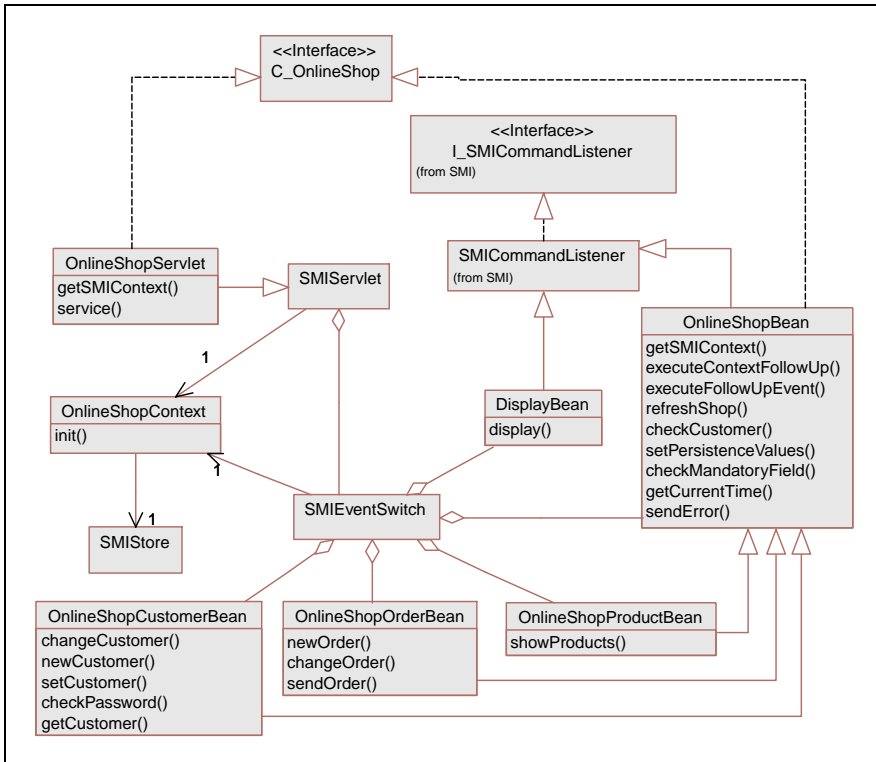 <<Interface>>
C_OnlineShop
<<Interface>>
I_SMICommandListener
(from SMI)
OnlineShopServlet
getSMIContext()
service()
SMIServlet
SMICommandListener
(from SMI)
OnlineShopBean
getSMIContext()
executeContextFollowUp()
executeFollowUpEvent()
refreshShop()
checkCustomer()
setPersistenceValues()
checkMandatoryField()
getCurrentTime()
sendError()
1
OnlineShopContext
init()
DisplayBean
display()
1
SMIEventSwitch
1
SMIStore
OnlineShopCustomerBean
changeCustomer()
newCustomer()
setCustomer()
checkPassword()
getCustomer()
OnlineShopOrderBean
newOrder()
changeOrder()
sendOrder()
OnlineShopProductBean
showProducts()